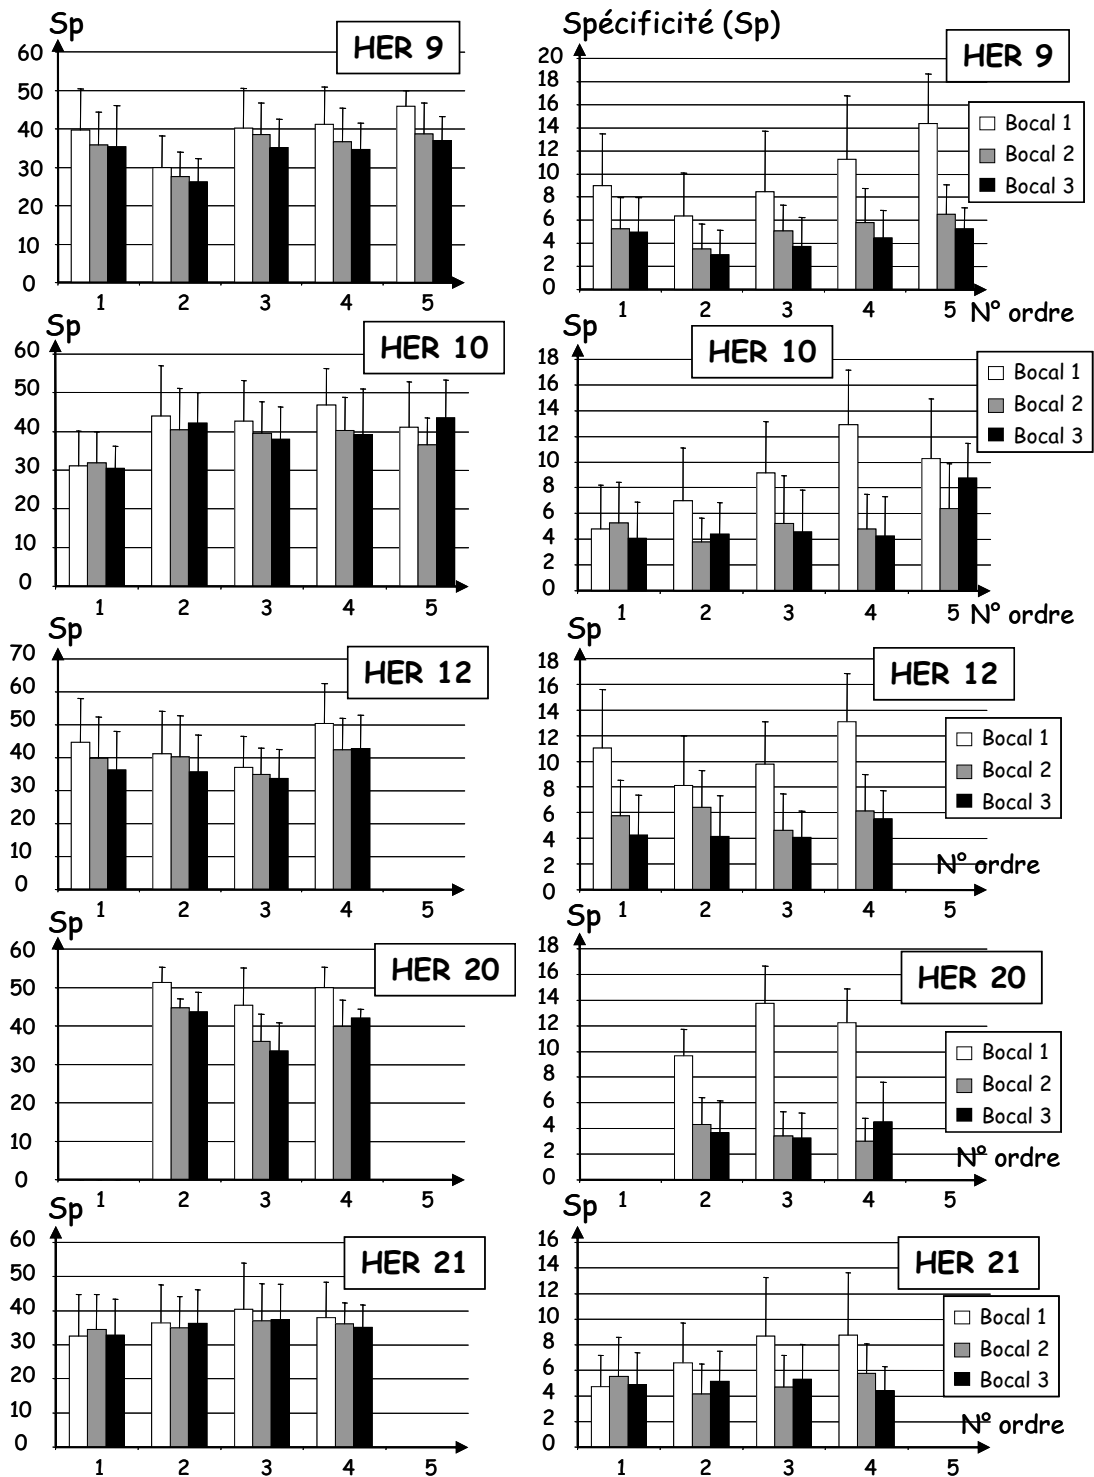 Sp
HER 9
60
50
40
30
20
10
0
1 2 3 4 5
Spécificité (Sp)
HER 9
20
18
16
14
12
10
8
6
4
2
0
Bocal 1
Bocal 2
Bocal 3
1 2 3 4 5 N° ordre
Sp
HER 10
60
50
40
30
20
10
0
1 2 3 4 5
Sp
HER 10
18
16
14
12
10
8
6
4
2
0
Bocal 1
Bocal 2
Bocal 3
1 2 3 4 5 N° ordre
Sp
HER 12
70
60
50
40
30
20
10
0
1 2 3 4 5
Sp
HER 12
18
16
14
12
10
8
6
4
2
0
Bocal 1
Bocal 2
Bocal 3
N° ordre
1 2 3 4 5
Sp
HER 20
60
50
40
30
20
10
0
1 2 3 4 5
Sp
HER 20
18
16
14
12
10
8
6
4
2
0
Bocal 1
Bocal 2
Bocal 3
N° ordre
1 2 3 4 5
Sp
HER 21
60
50
40
30
20
10
0
1 2 3 4 5
Sp
HER 21
16
14
12
10
8
6
4
2
0
Bocal 1
Bocal 2
Bocal 3
N° ordre
1 2 3 4 5